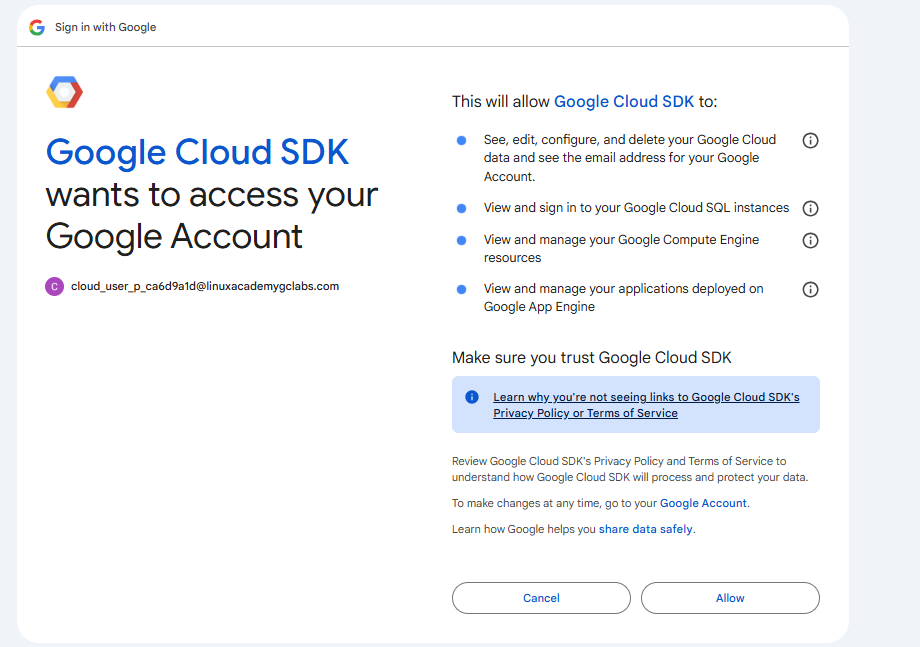 Sign in with Google
Google Cloud SDK
wants to access your
Google Account
C cloud_user_p_ca6d9a1d@linuxacademygclabs.com
This will allow Google Cloud SDK to:
See, edit, configure, and delete your Google Cloud
data and see the email address for your Google
Account.
View and sign in to your Google Cloud SQL instances
View and manage your Google Compute Engine
resources
View and manage your applications deployed on
Google App Engine
Make sure you trust Google Cloud SDK
Learn why you're not seeing links to Google Cloud SDK's
Privacy Policy or Terms of Service
Review Google Cloud SDK's Privacy Policy and Terms of Service to
understand how Google Cloud SDK will process and protect your data.
To make changes at any time, go to your Google Account.
Learn how Google helps you share data safely.
Cancel
Allow